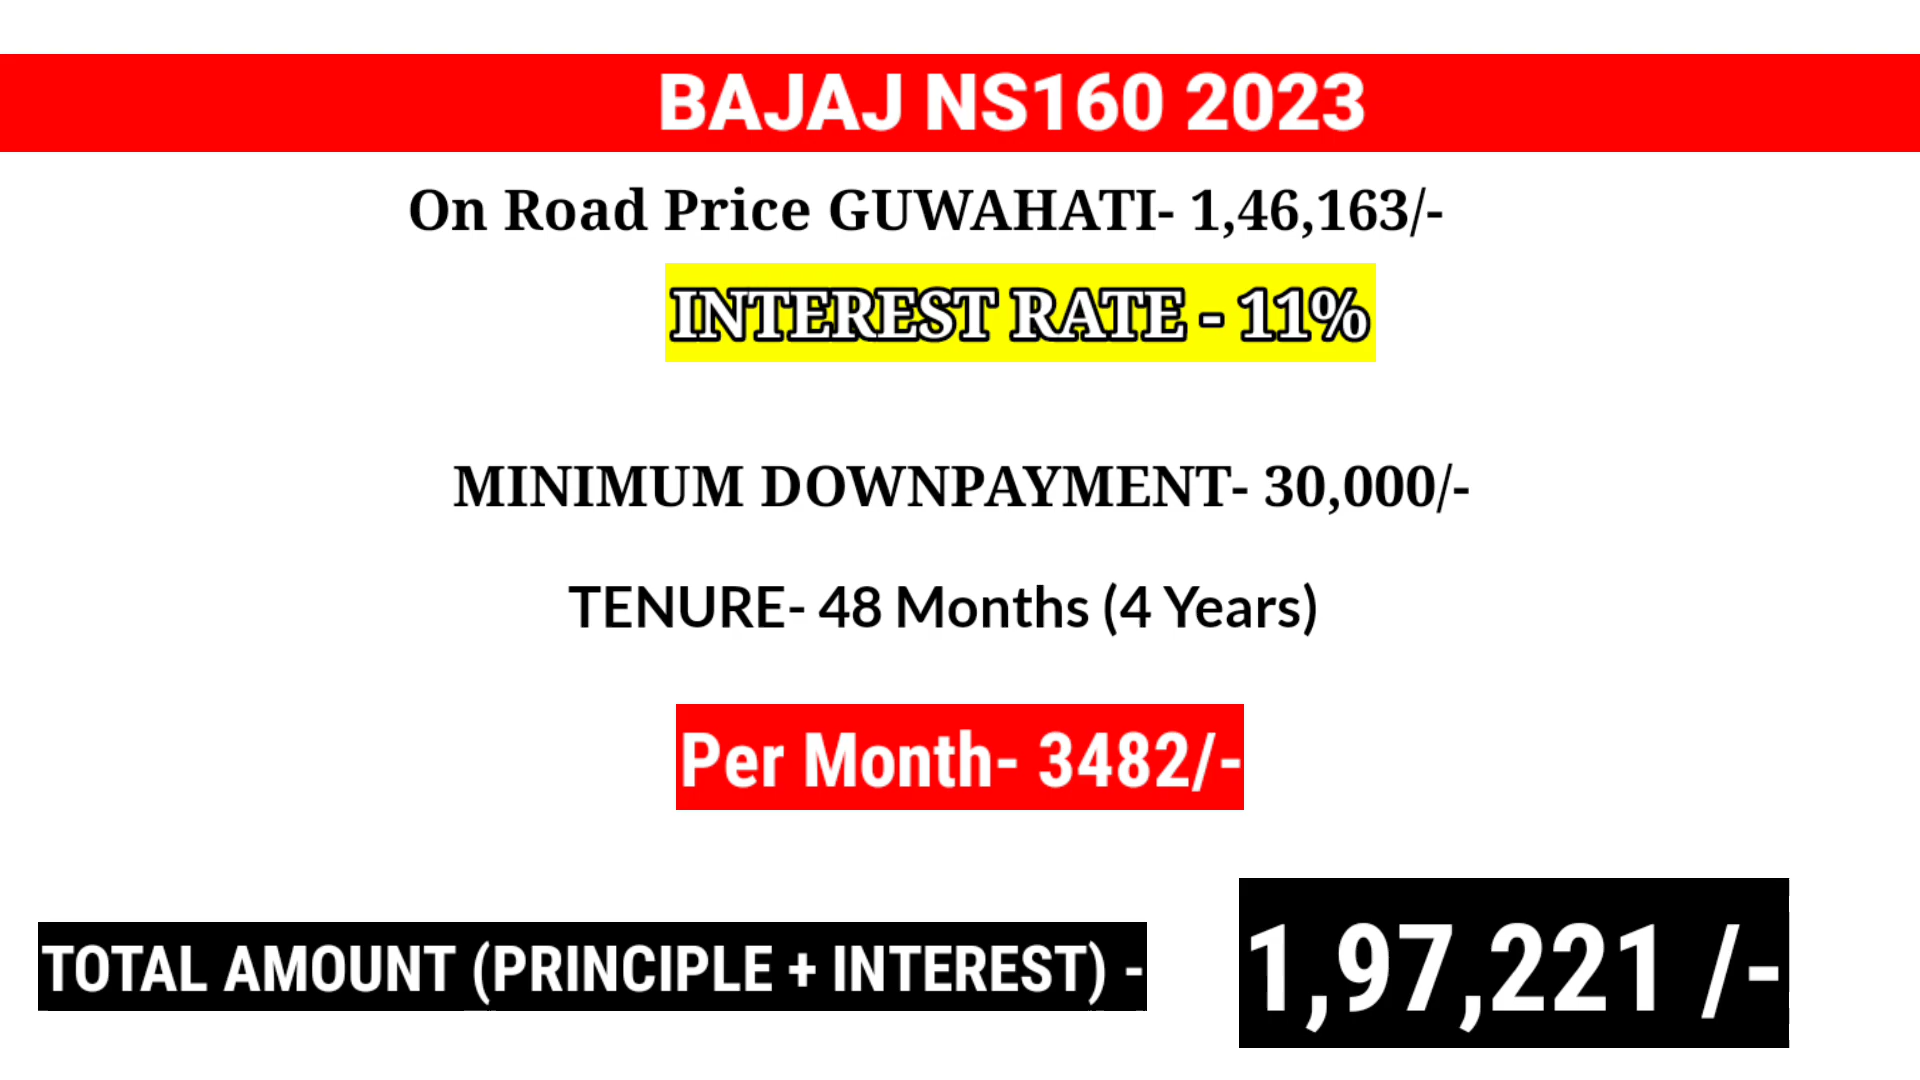 BAJAJ NS160 2023
On Road Price GUWAHATI- 1,46,163/-
INTEREST RATE - 11%
MINIMUM DOWNPAYMENT- 30,000/-
TENURE- 48 Months (4 Years)
Per Month- 3482/-
TOTAL AMOUNT (PRINCIPLE + INTEREST) - 1,97,221 /-